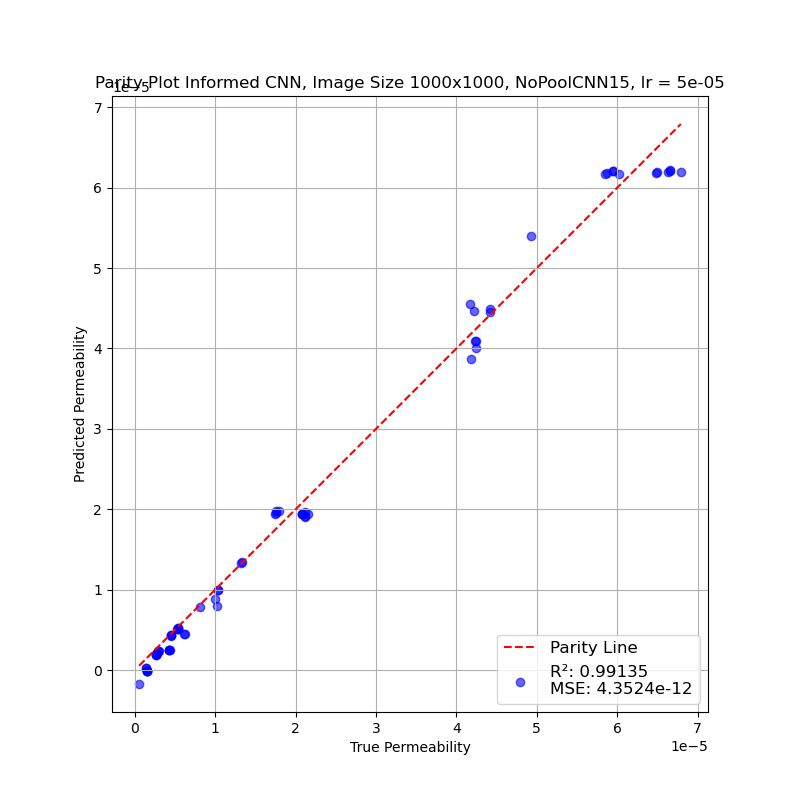 Parity Plot Informed CNN, Image Size 1000x1000, NoPoolCNN15, lr = 5e-05
1e−5
7
6
5
4
3
2
1
0
Predicted Permeability
Parity Line
R²: 0.99135
MSE: 4.3524e-12
0 1 2 3 4 5 6 7
True Permeability
1e−5